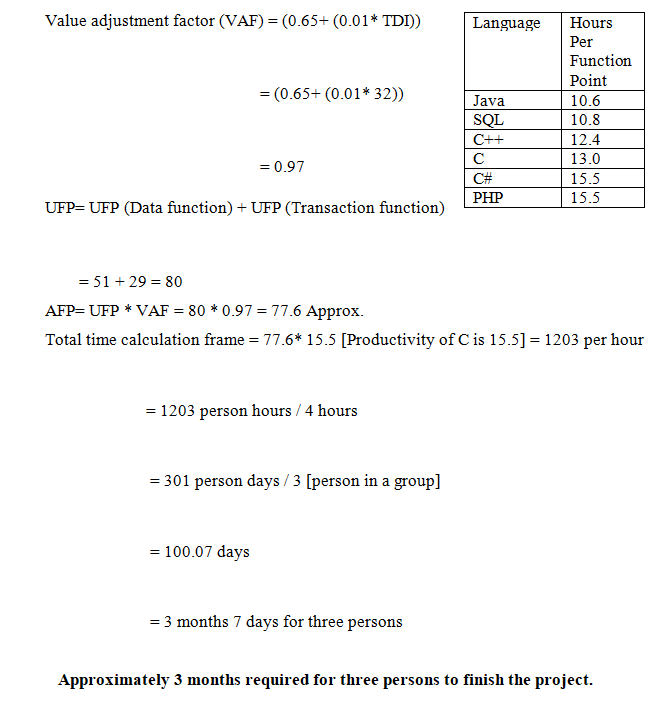 Value adjustment factor (VAF) = (0.65+ (0.01* TDI))
= (0.65+ (0.01* 32))
= 0.97
UFP= UFP (Data function) + UFP (Transaction function)
Language Hours
Per
Function
Point
Java 10.6
SQL 10.8
C++ 12.4
C 13.0
C# 15.5
PHP 15.5
= 51 + 29 = 80
AFP= UFP * VAF = 80 * 0.97 = 77.6 Approx.
Total time calculation frame = 77.6* 15.5 [Productivity of C is 15.5] = 1203 per hour
= 1203 person hours / 4 hours
= 301 person days / 3 [person in a group]
= 100.07 days
= 3 months 7 days for three persons
Approximately 3 months required for three persons to finish the project.